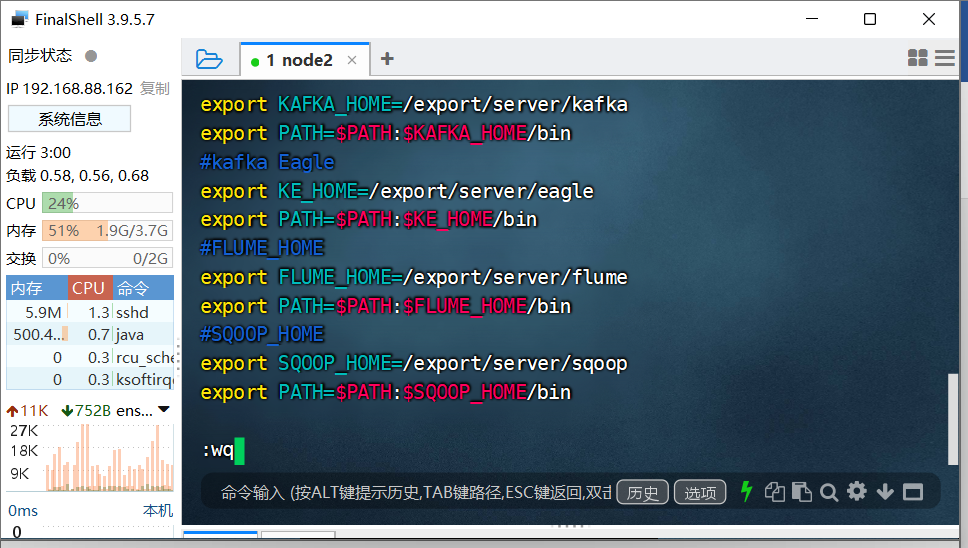 FinalShell 3.9.5.7
同步状态
IP 192.168.88.162 复制
系统信息
运行 3:00
负载 0.58, 0.56, 0.68
CPU 24%
内存 51% 1.9G/3.7G
交换 0% 0/2G
内存 CPU 命令
5.9M 1.3 sshd
500.4... 0.7 java
0 0.3 rcu_sche
0 0.3 ksoftirq
11K 752B ens...
27K
18K
9K
0ms 本机
0
1 node2
export KAFKA_HOME=/export/server/kafka
export PATH=$PATH:$KAFKA_HOME/bin
#kafka Eagle
export KE_HOME=/export/server/eagle
export PATH=$PATH:$KE_HOME/bin
#FLUME_HOME
export FLUME_HOME=/export/server/flume
export PATH=$PATH:$FLUME_HOME/bin
#SQOOP_HOME
export SQOOP_HOME=/export/server/sqoop
export PATH=$PATH:$SQOOP_HOME/bin
:wq
命令输入 (按ALT键提示历史,TAB键路径,ESC键返回,双击 历史 选项